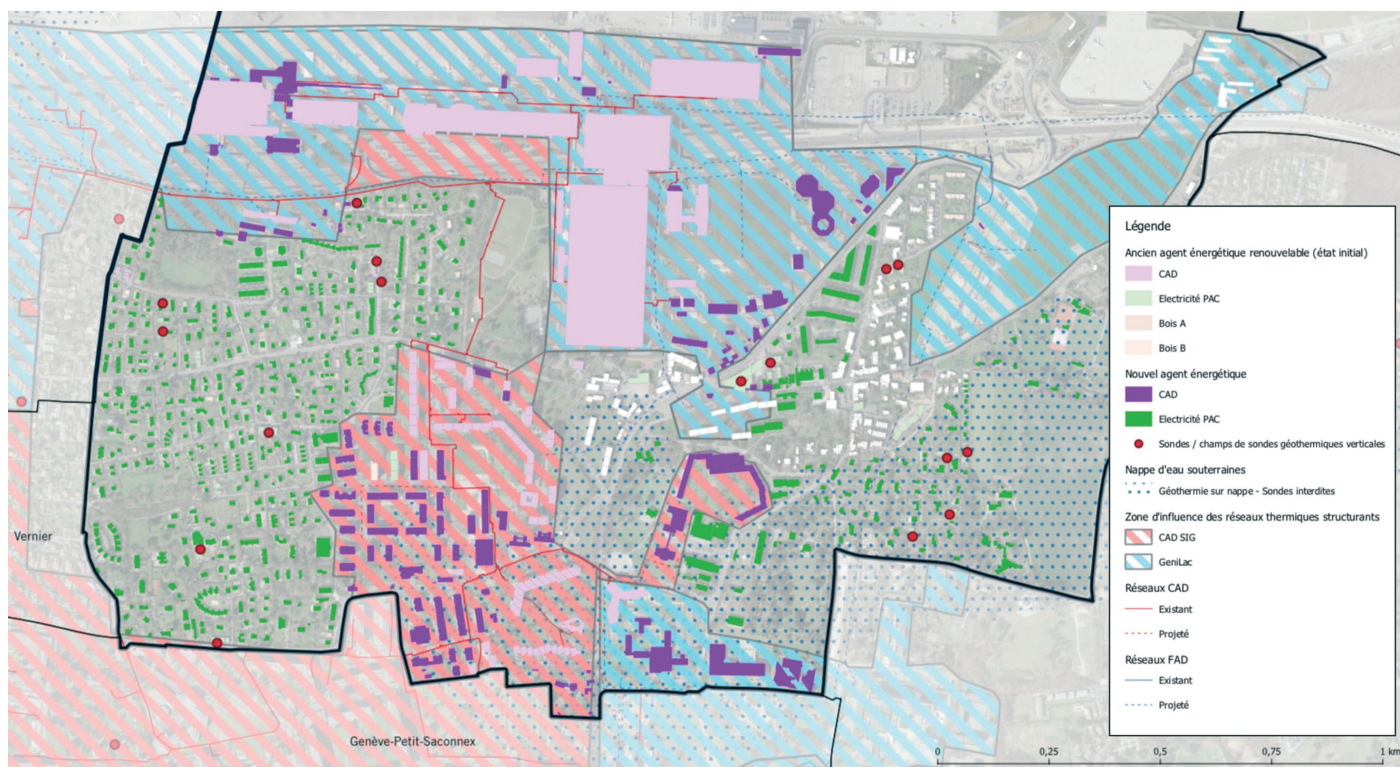 Légende
Ancien agent énergétique renouvelable (état initial)
CAD
Electricité PAC
Bois A
Bois B
Nouvel agent énergétique
CAD
Electricité PAC
Sondes / champs de sondes géothermiques verticales
Nappe d'eau souterraines
Géothermie sur nappe - Sondes interdites
Zone d'influence des réseaux thermiques structurants
CAD SIG
GeniLac
Réseaux CAD
Existant
Projeté
Réseaux FAD
Existant
Projeté
Vernier
Genève-Petit-Saconnex
0 0,25 0,5 0,75 1 km